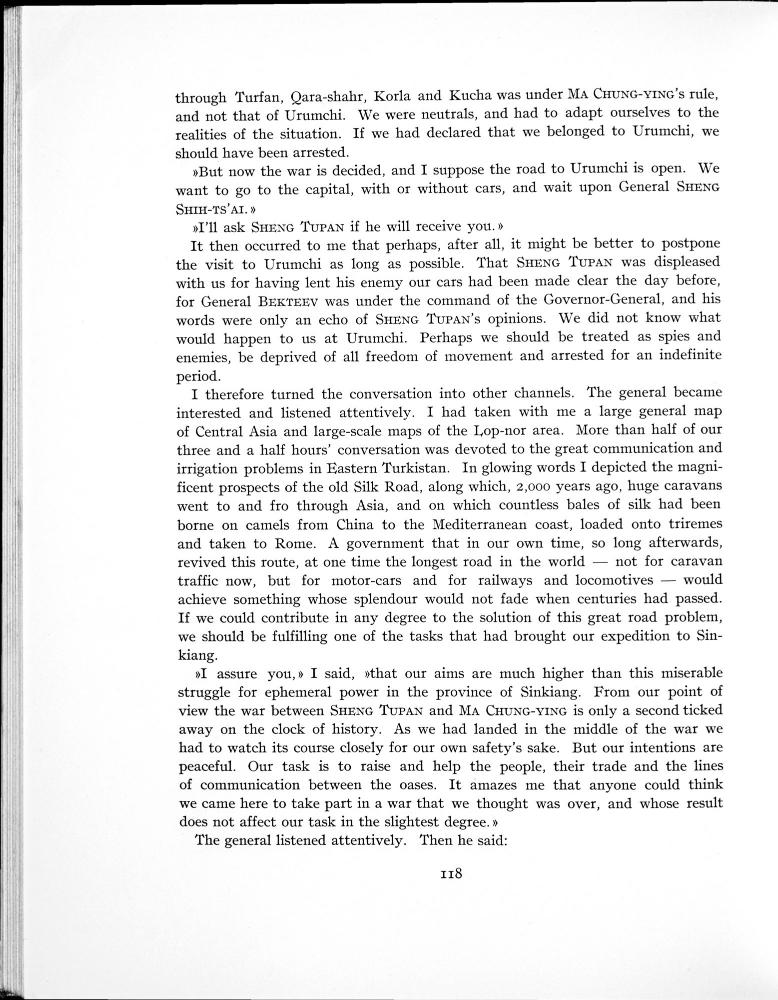 through Turfan, Qara-shahr, Korla and Kucha was under MA CHUNG-YING's rule,
and not that of Urumchi. We were neutrals, and had to adapt ourselves to the
realities of the situation. If we had declared that we belonged to Urumchi, we
should have been arrested.
»But now the war is decided, and I suppose the road to Urumchi is open. We
want to go to the capital, with or without cars, and wait upon General SHENG
SHIH-TS'AI.»
»I'll ask SHENG TUPAN if he will receive you.»
It then occurred to me that perhaps, after all, it might be better to postpone
the visit to Urumchi as long as possible. That SHENG TUPAN was displeased
with us for having lent his enemy our cars had been made clear the day before,
for General BEKTEEV was under the command of the Governor-General, and his
words were only an echo of SHENG TUPAN's opinions. We did not know what
would happen to us at Urumchi. Perhaps we should be treated as spies and
enemies, be deprived of all freedom of movement and arrested for an indefinite
period.
I therefore turned the conversation into other channels. The general became
interested and listened attentively. I had taken with me a large general map
of Central Asia and large-scale maps of the Lop-nor area. More than half of our
three and a half hours' conversation was devoted to the great communication and
irrigation problems in Eastern Turkistan. In glowing words I depicted the magni-
ficent prospects of the old Silk Road, along which, 2,000 years ago, huge caravans
went to and fro through Asia, and on which countless bales of silk had been
borne on camels from China to the Mediterranean coast, loaded onto triremes
and taken to Rome. A government that in our own time, so long afterwards,
revived this route, at one time the longest road in the world — not for caravan
traffic now, but for motor-cars and for railways and locomotives — would
achieve something whose splendour would not fade when centuries had passed.
If we could contribute in any degree to the solution of this great road problem,
we should be fulfilling one of the tasks that had brought our expedition to Sin-
kiang.
»I assure you,» I said, »that our aims are much higher than this miserable
struggle for ephemeral power in the province of Sinkiang. From our point of
view the war between SHENG TUPAN and MA CHUNG-YING is only a second ticked
away on the clock of history. As we had landed in the middle of the war we
had to watch its course closely for our own safety's sake. But our intentions are
peaceful. Our task is to raise and help the people, their trade and the lines
of communication between the oases. It amazes me that anyone could think
we came here to take part in a war that we thought was over, and whose result
does not affect our task in the slightest degree.»
The general listened attentively. Then he said:
118